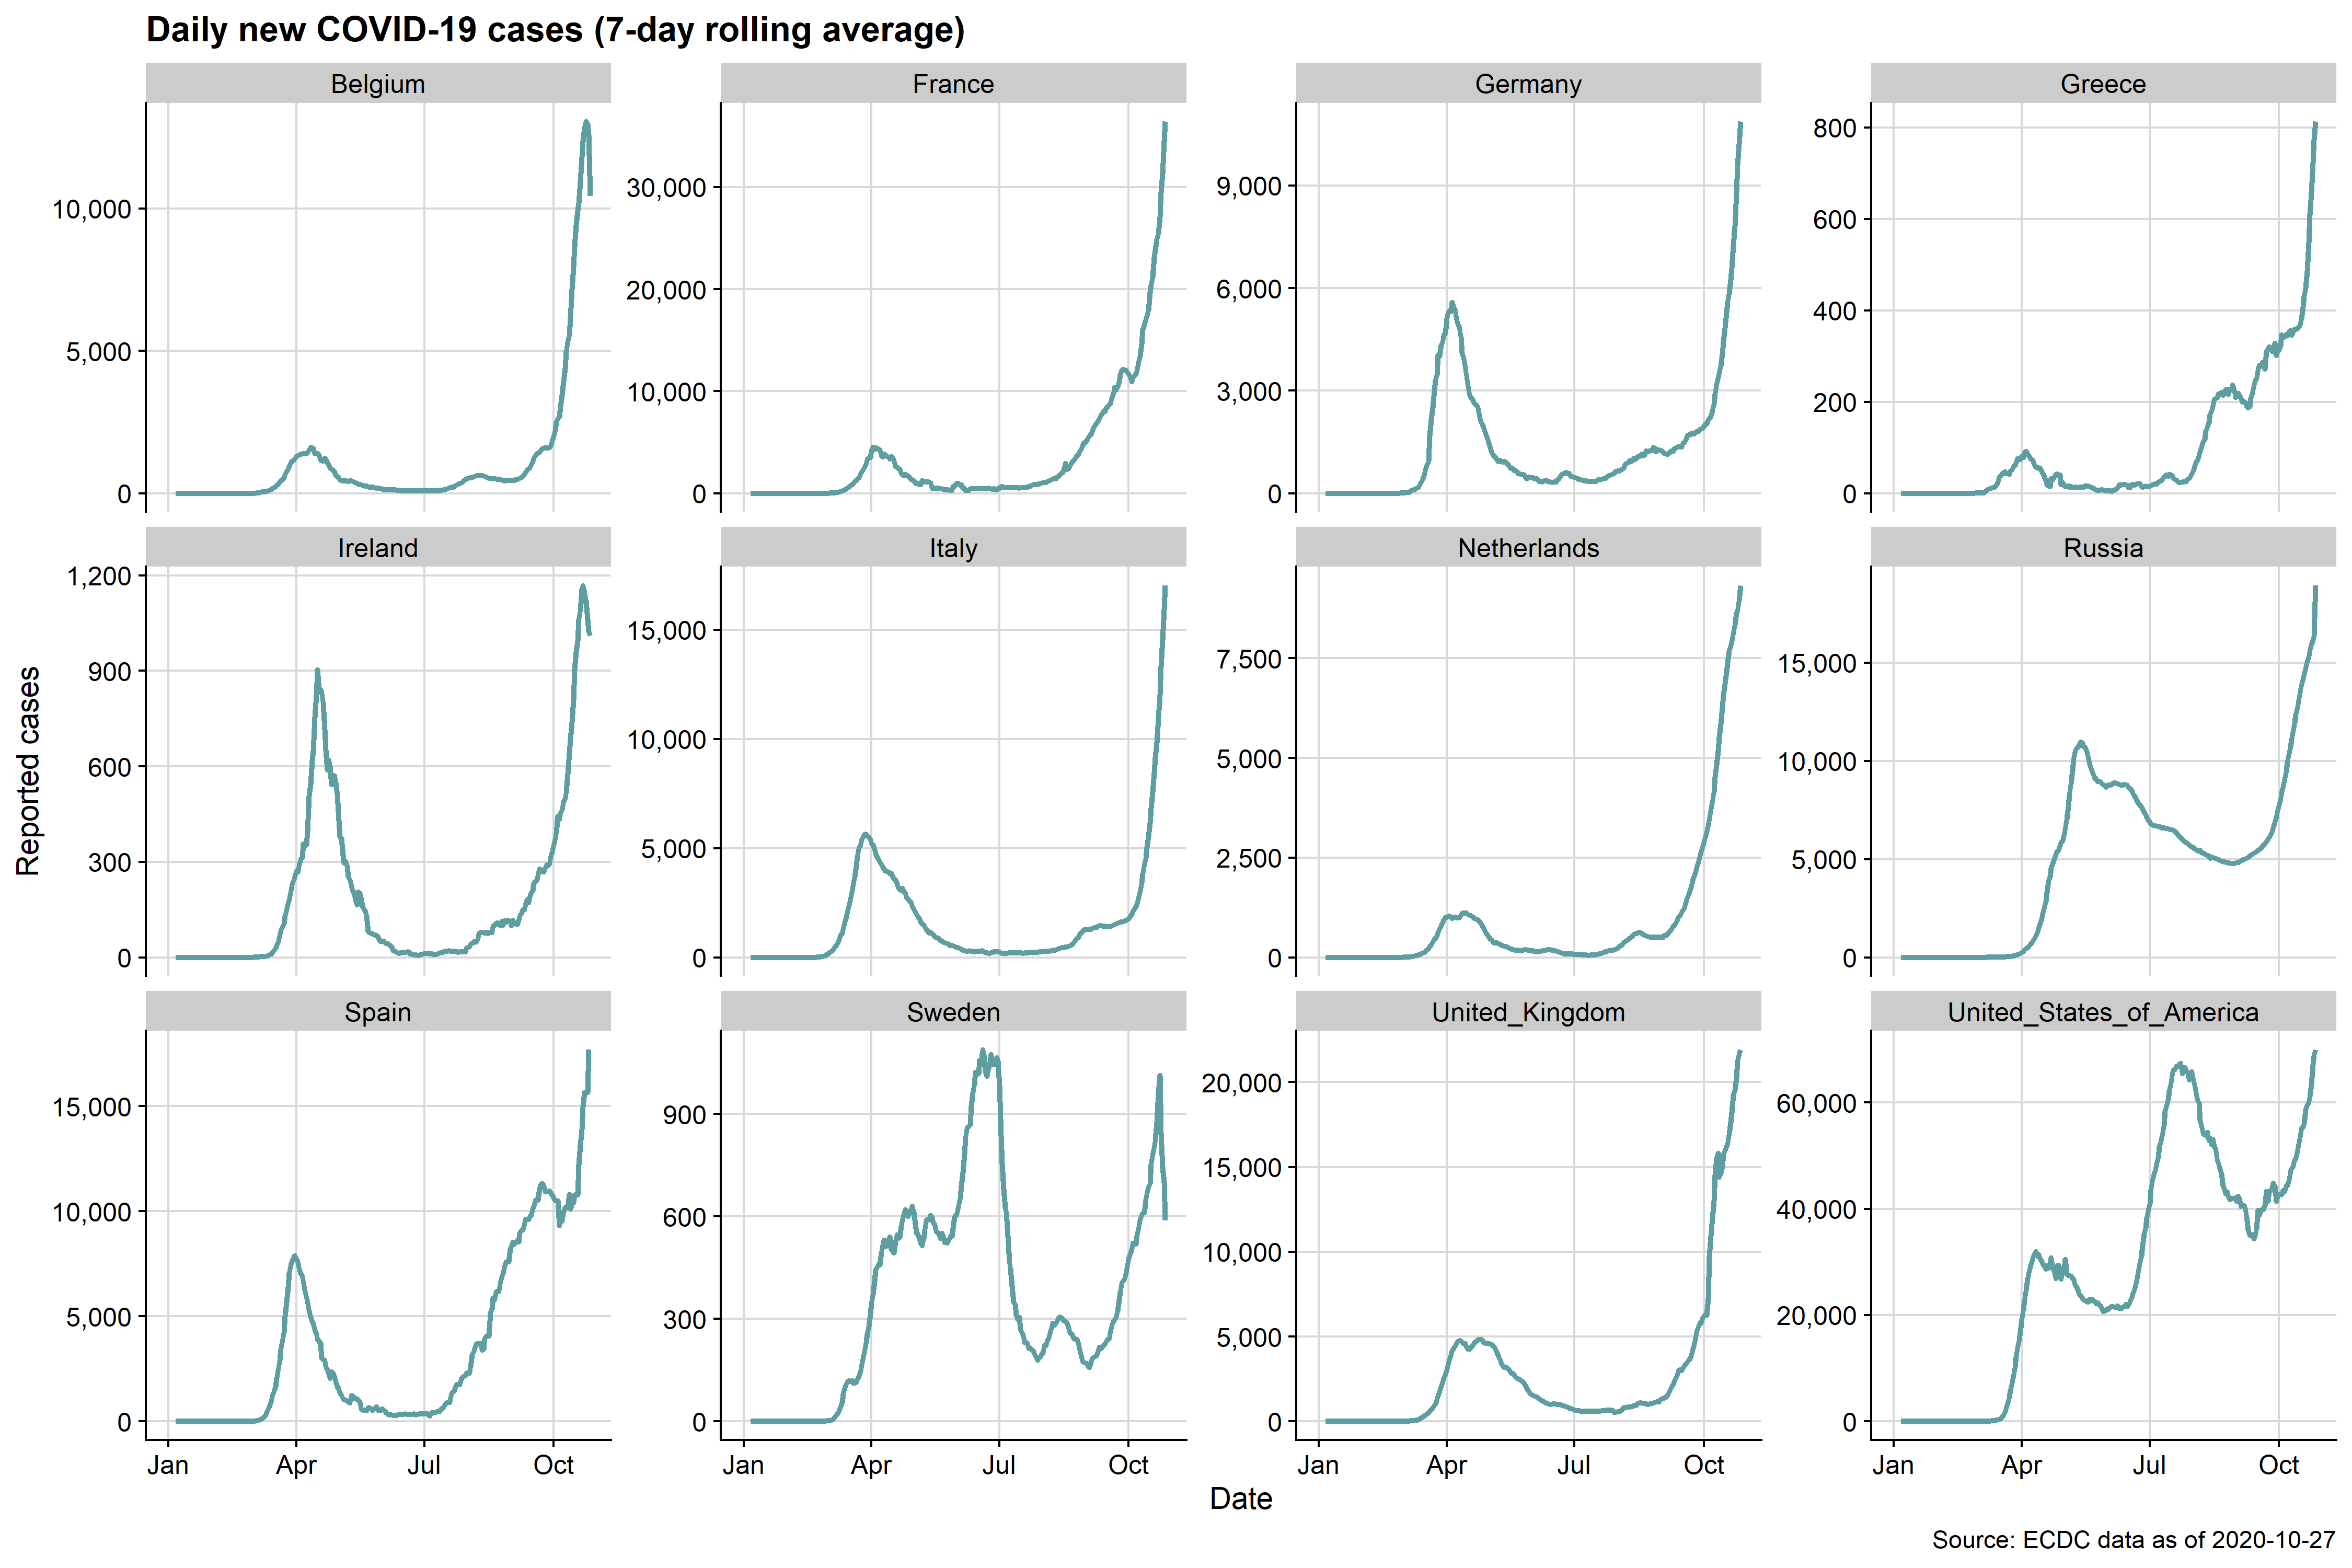 Daily new COVID-19 cases (7-day rolling average)
Belgium
France
Germany
Greece
10,000
5,000
0
30,000
20,000
10,000
0
9,000
6,000
3,000
0
800
600
400
200
0
Ireland
Italy
Netherlands
Russia
1,200
900
600
300
0
15,000
10,000
5,000
0
7,500
5,000
2,500
0
15,000
10,000
5,000
0
Reported cases
Spain
Sweden
United_Kingdom
United_States_of_America
15,000
10,000
5,000
0
900
600
300
0
20,000
15,000
10,000
5,000
0
60,000
40,000
20,000
0
Jan Apr Jul Oct
Jan Apr Jul Oct
Jan Apr Jul Oct
Jan Apr Jul Oct
Date
Source: ECDC data as of 2020-10-27